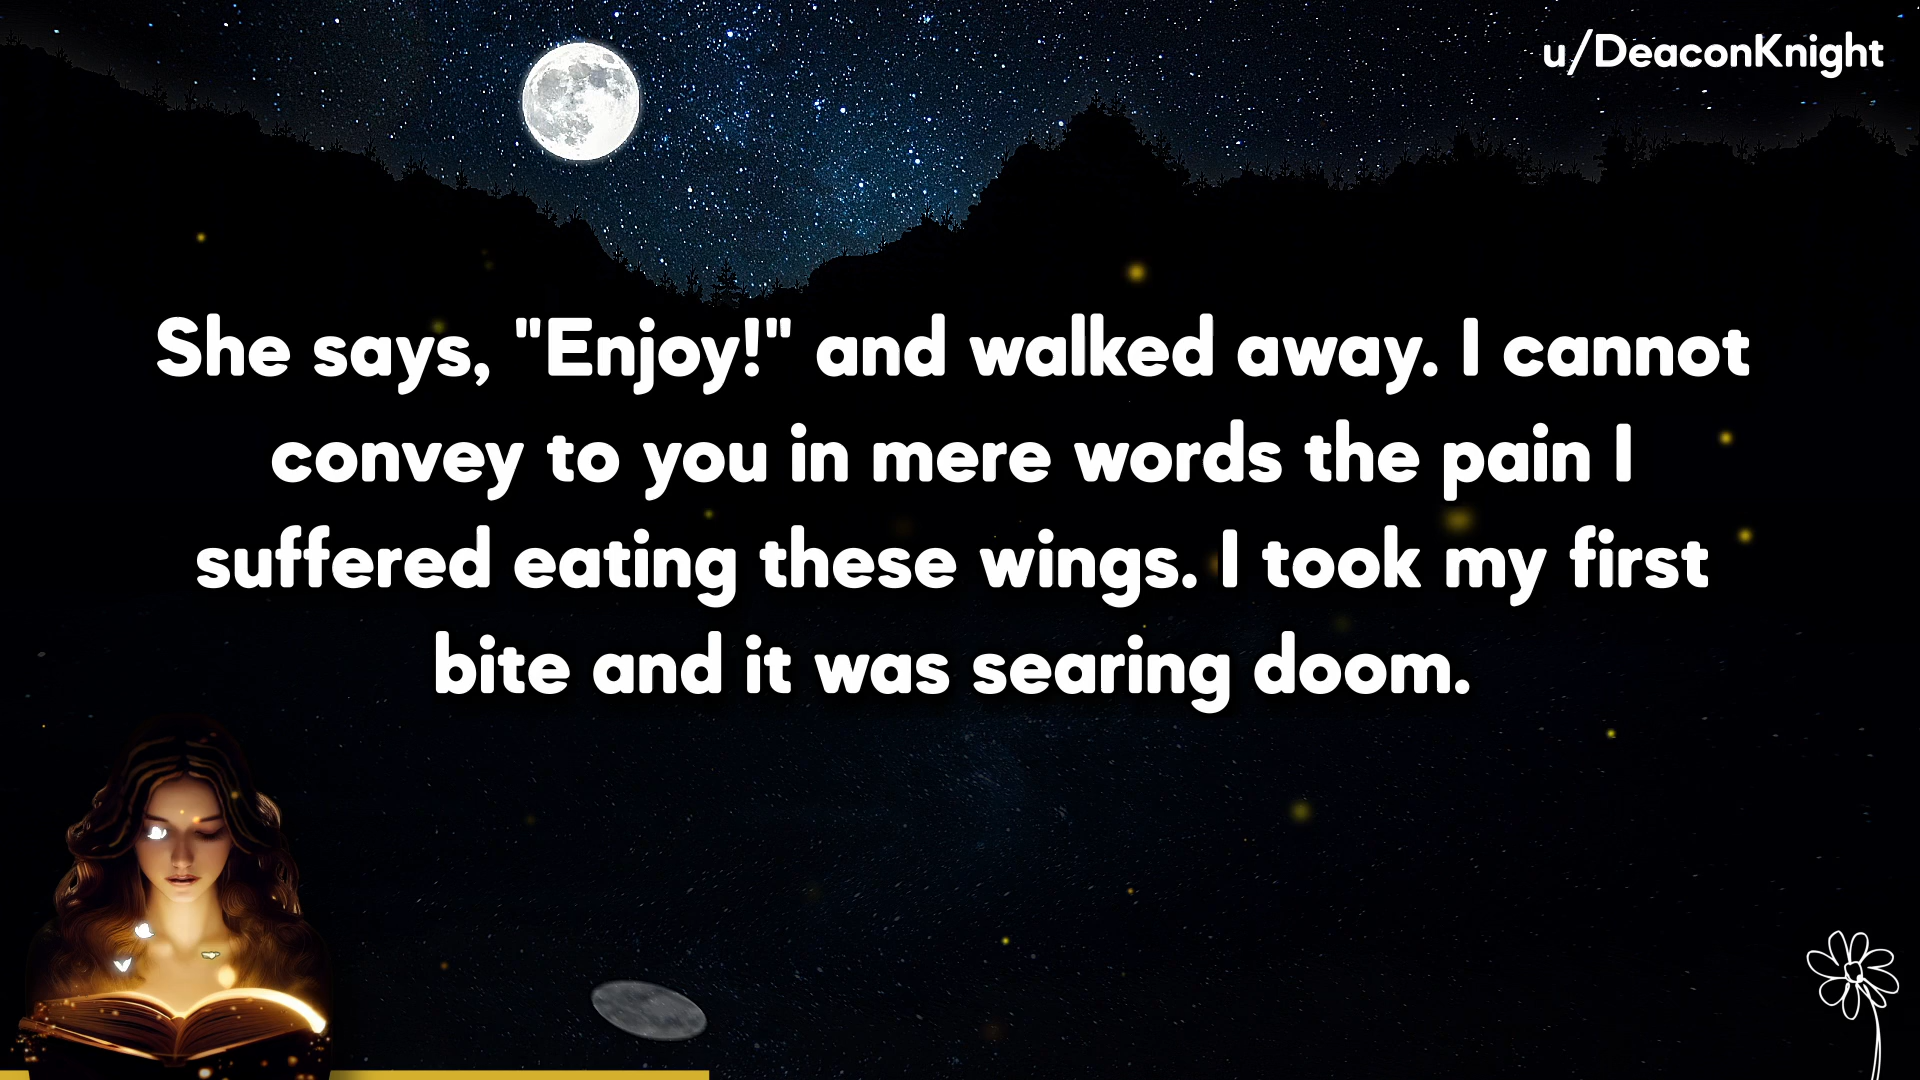 u/DeaconKnight
She says, "Enjoy!" and walked away. I cannot
convey to you in mere words the pain I
suffered eating these wings. I took my first
bite and it was searing doom.